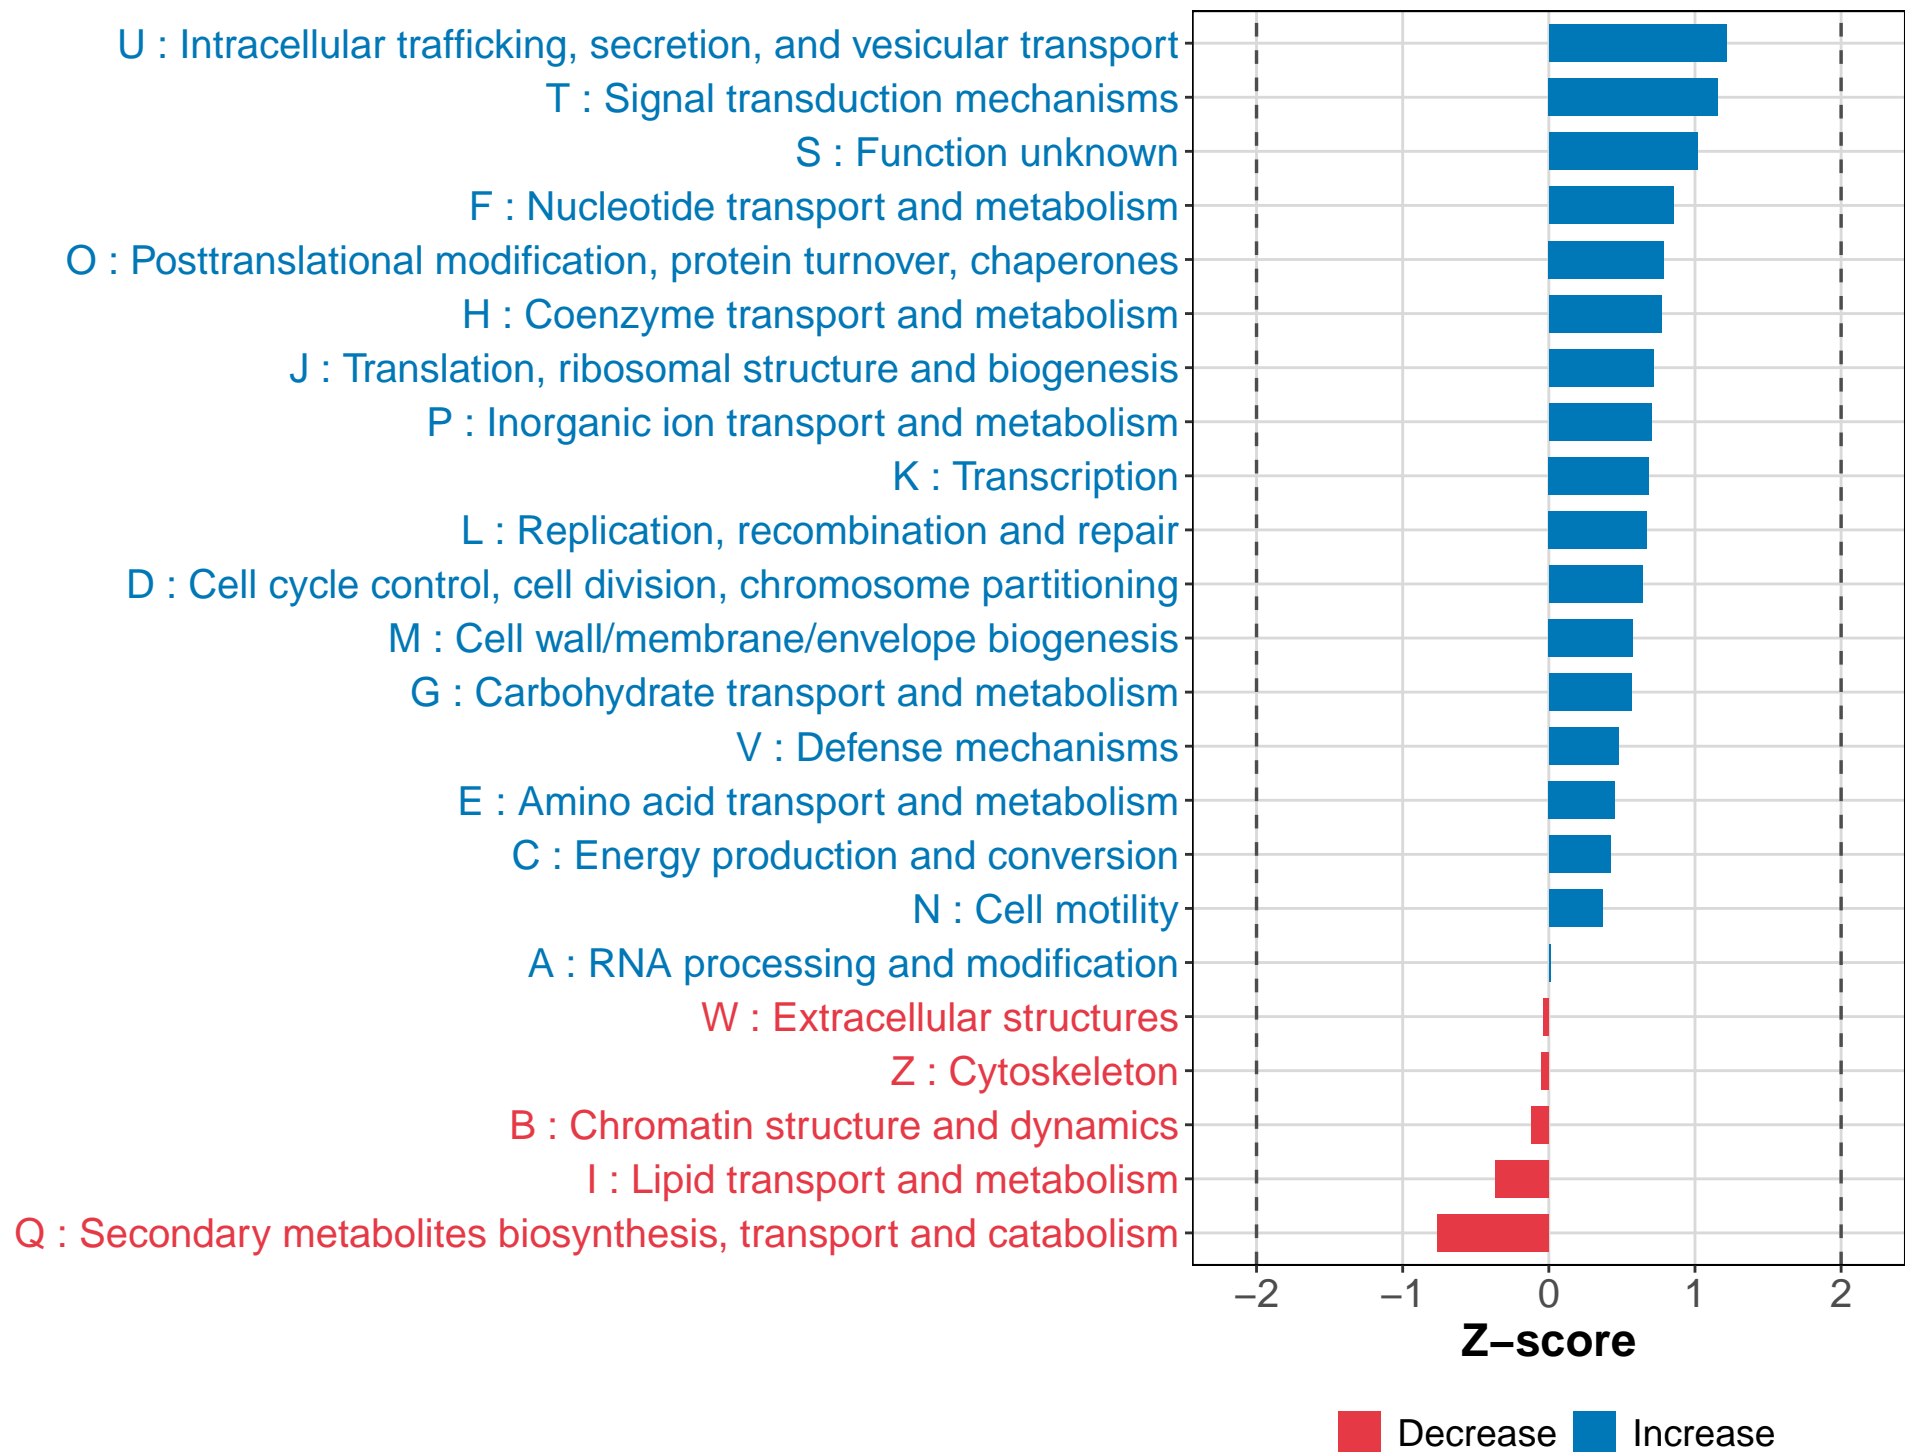 U : Intracellular trafficking, secretion, and vesicular transport
T : Signal transduction mechanisms
S : Function unknown
F : Nucleotide transport and metabolism
O : Posttranslational modification, protein turnover, chaperones
H : Coenzyme transport and metabolism
J : Translation, ribosomal structure and biogenesis
P : Inorganic ion transport and metabolism
K : Transcription
L : Replication, recombination and repair
D : Cell cycle control, cell division, chromosome partitioning
M : Cell wall/membrane/envelope biogenesis
G : Carbohydrate transport and metabolism
V : Defense mechanisms
E : Amino acid transport and metabolism
C : Energy production and conversion
N : Cell motility
A : RNA processing and modification
W : Extracellular structures
Z : Cytoskeleton
B : Chromatin structure and dynamics
I : Lipid transport and metabolism
Q : Secondary metabolites biosynthesis, transport and catabolism
−2 −1 0 1 2
Z−score
Decrease Increase